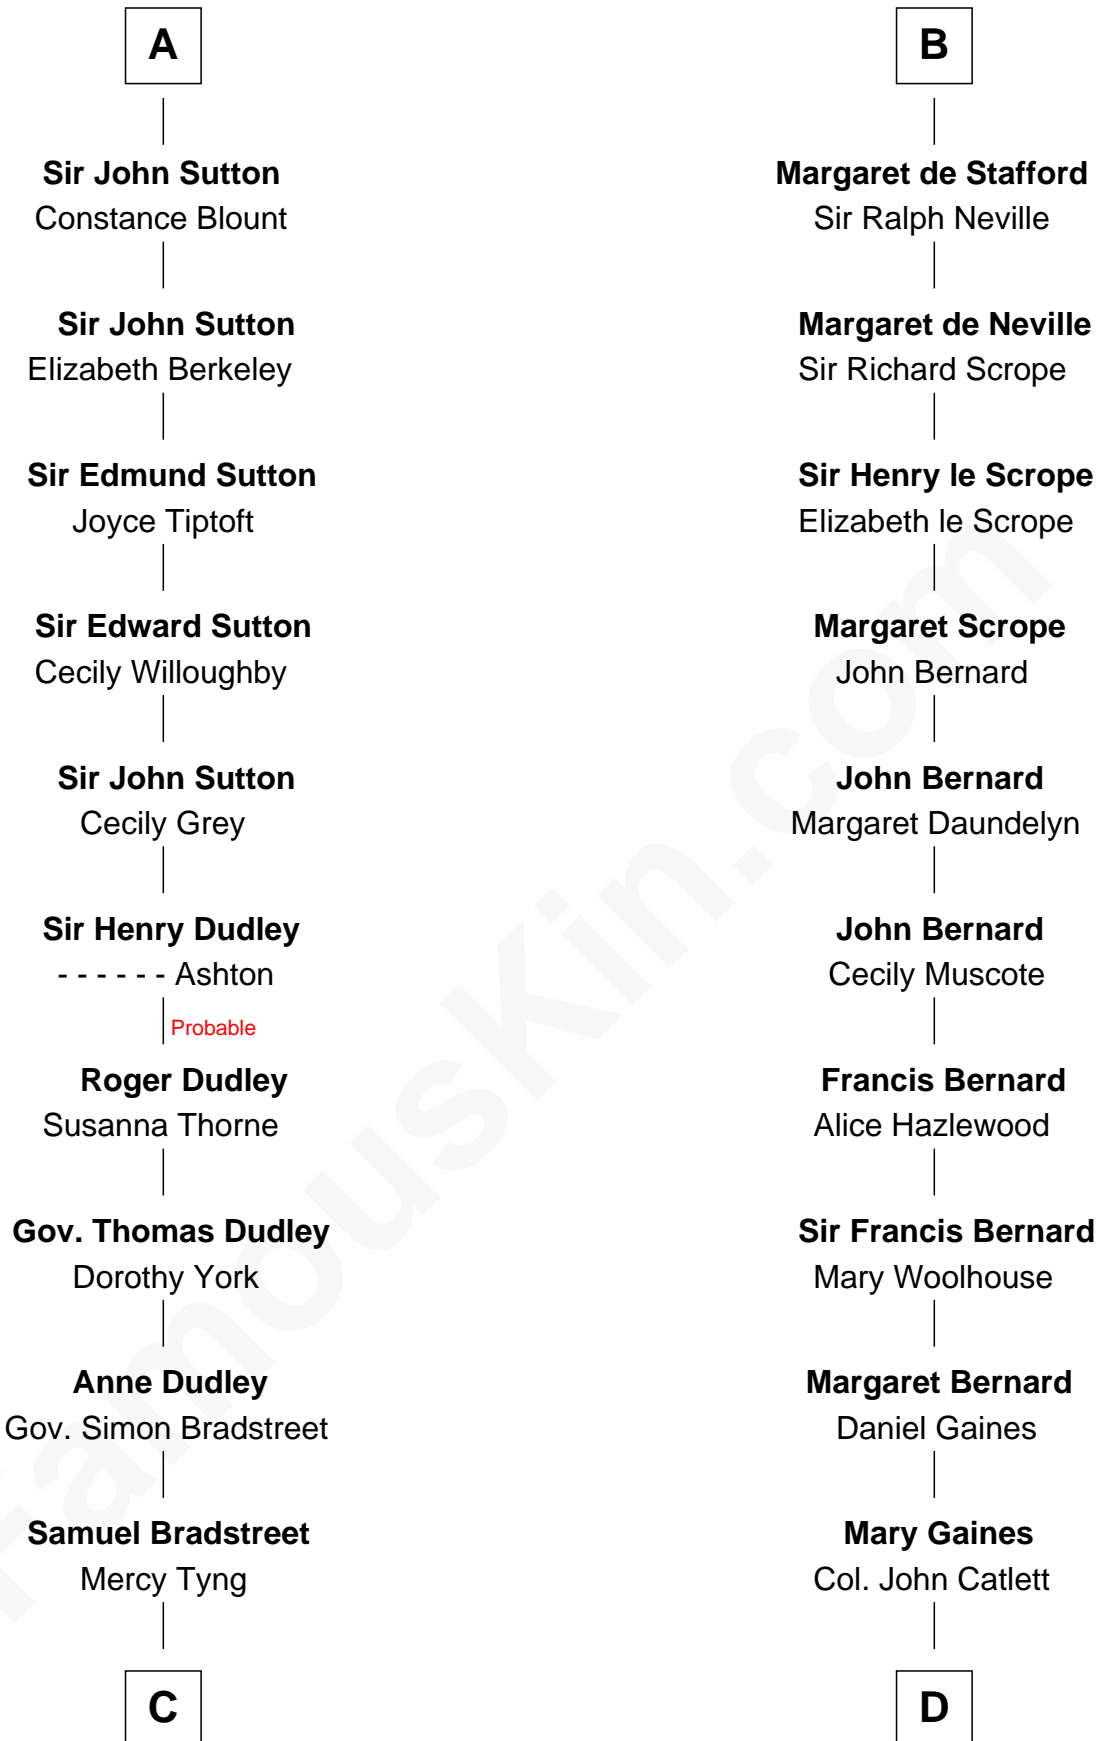 A
Sir John Sutton
Constance Blount
Sir John Sutton
Elizabeth Berkeley
Sir Edmund Sutton
Joyce Tiptoft
Sir Edward Sutton
Cecily Willoughby
Sir John Sutton
Cecily Grey
Sir Henry Dudley
- - - - - - Ashton
Probable
Roger Dudley
Susanna Thorne
Gov. Thomas Dudley
Dorothy York
Anne Dudley
Gov. Simon Bradstreet
Samuel Bradstreet
Mercy Tyng
C
B
Margaret de Stafford
Sir Ralph Neville
Margaret de Neville
Sir Richard Scrope
Sir Henry le Scrope
Elizabeth le Scrope
Margaret Scrope
John Bernard
John Bernard
Margaret Daundelyn
John Bernard
Cecily Muscote
Francis Bernard
Alice Hazlewood
Sir Francis Bernard
Mary Woolhouse
Margaret Bernard
Daniel Gaines
Mary Gaines
Col. John Catlett
D
FamousKin.com